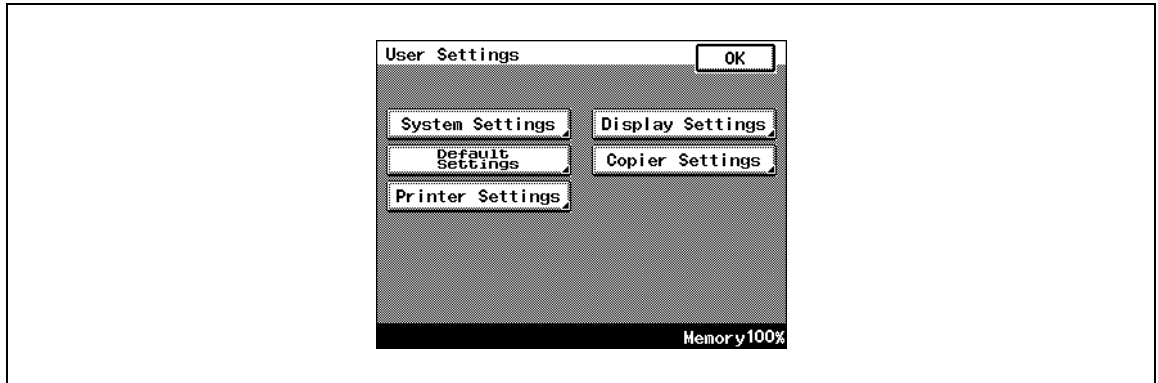 User Settings
OK
System Settings
Display Settings
Default
Settings
Copier Settings
Printer Settings
Memory100%